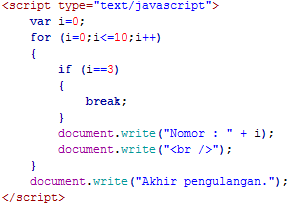 <script type="text/javascript">
var i=0;
for (i=0;i<=10;i++)
{
if (i==3)
{
break;
}
document.write("Nomor : " + i);
document.write("<br />");
}
document.write("Akhir pengulangan.");
</script>